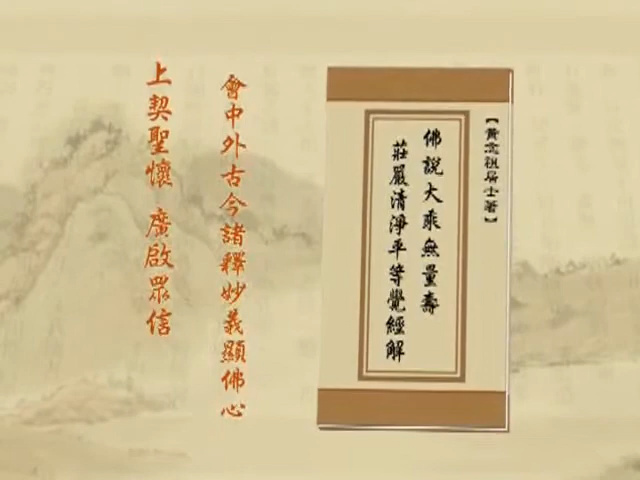 【黃念祖居士著】
佛說大乘無量壽
莊嚴清淨平等覺經解
會中外古今諸釋妙義顯佛心
上契聖懷 廣啟眾信